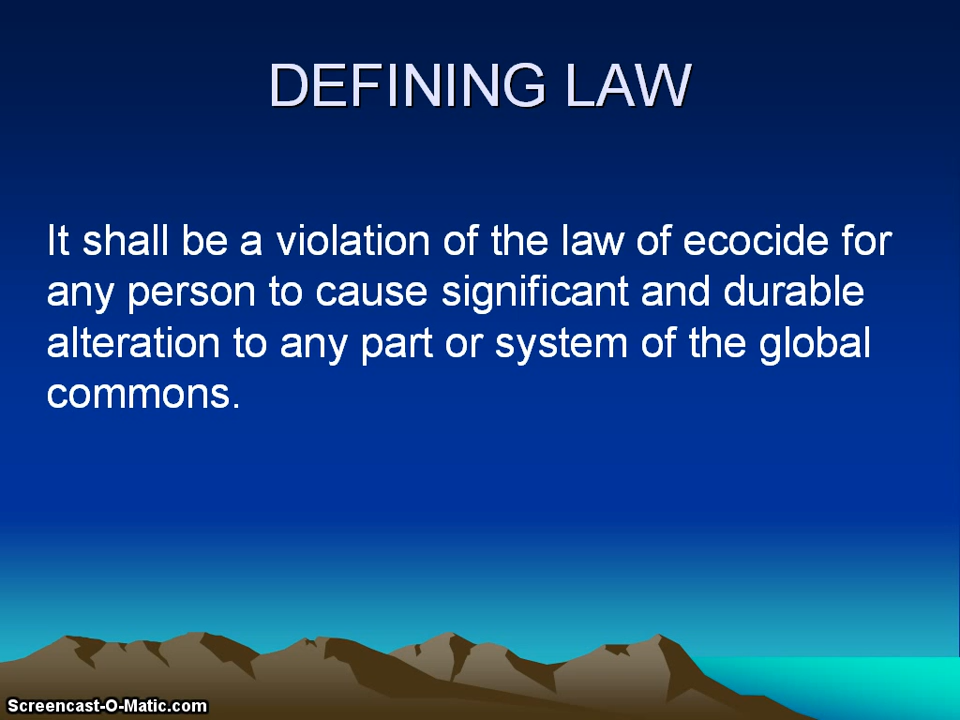 DEFINING LAW
It shall be a violation of the law of ecocide for
any person to cause significant and durable
alteration to any part or system of the global
commons.
Screencast-O-Matic.com